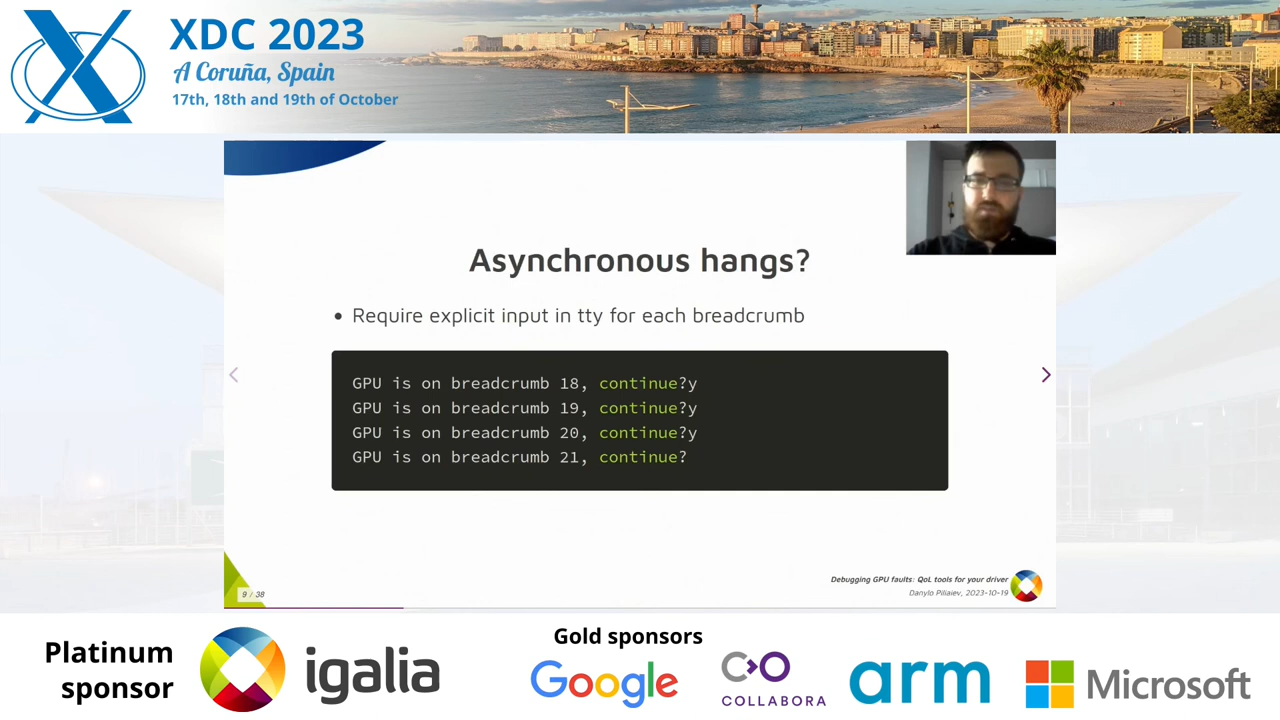 XDC 2023
A Coruña, Spain
17th, 18th and 19th of October
Asynchronous hangs?
• Require explicit input in tty for each breadcrumb
GPU is on breadcrumb 18, continue?y
GPU is on breadcrumb 19, continue?y
GPU is on breadcrumb 20, continue?y
GPU is on breadcrumb 21, continue?
9 / 38
Debugging GPU faults: QoL tools for your driver
Danylo Piliaiev, 2023-10-19
Platinum
sponsor
igalia
Gold sponsors
Google
COLLABORA
arm
Microsoft